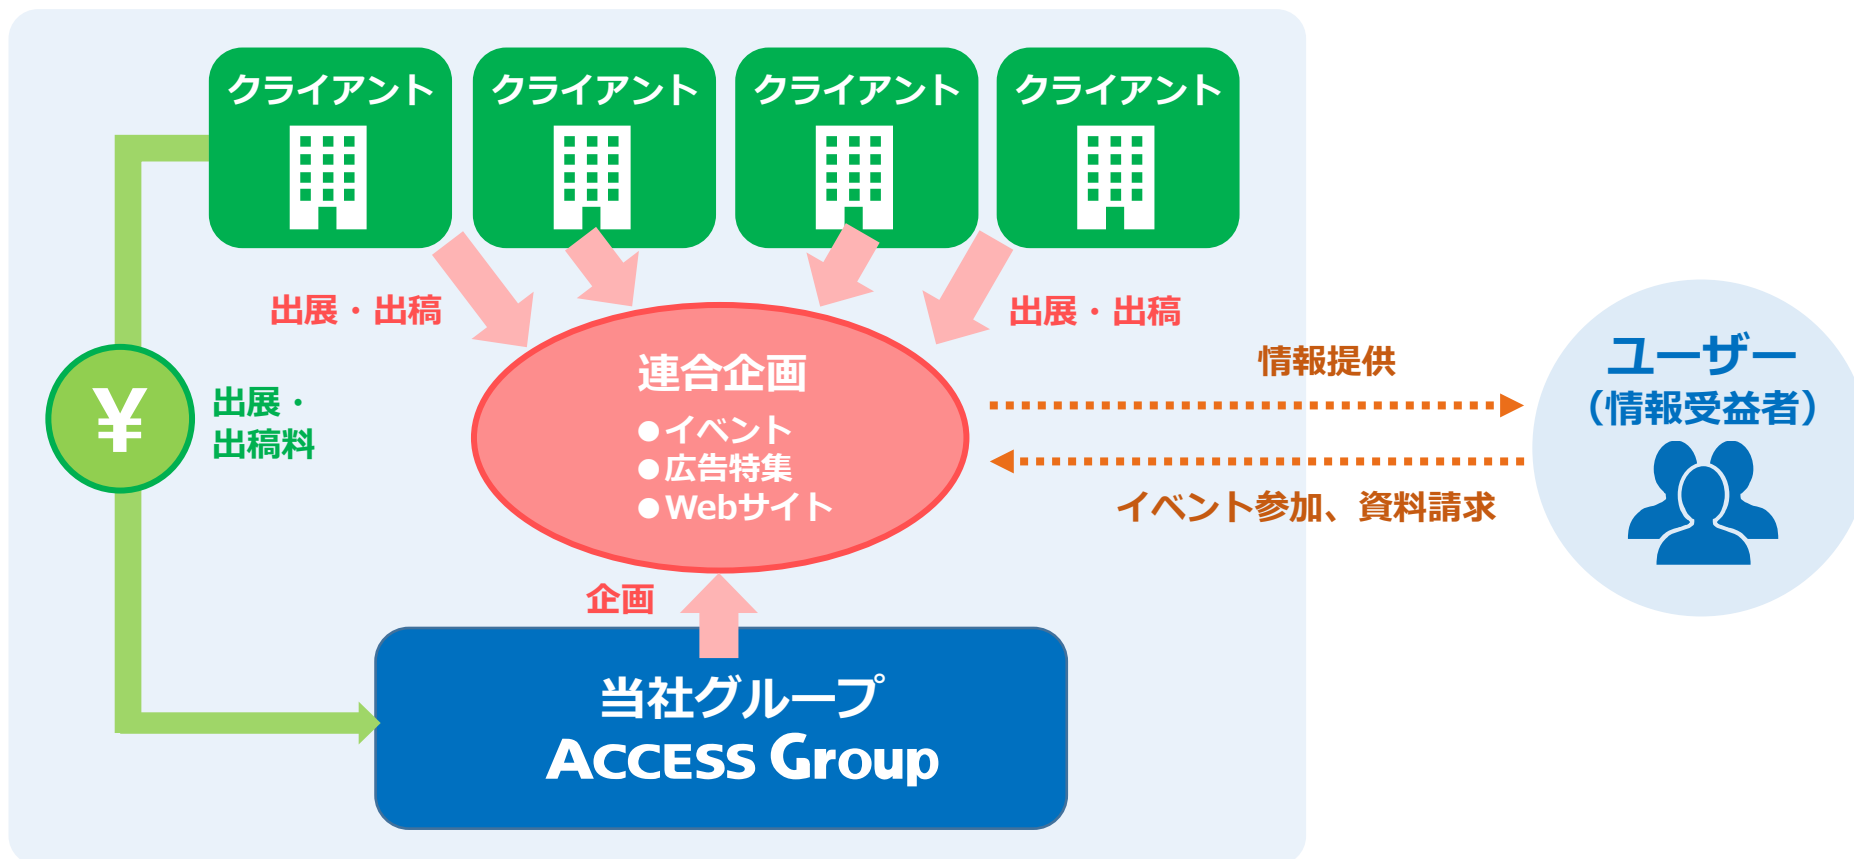 クライアント
クライアント
クライアント
クライアント
出展・出稿
出展・出稿
連合企画
●イベント
●広告特集
●Webサイト
¥
出展・
出稿料
情報提供
イベント参加、資料請求
ユーザー
（情報受益者）
企画
当社グループ
ACCESS Group